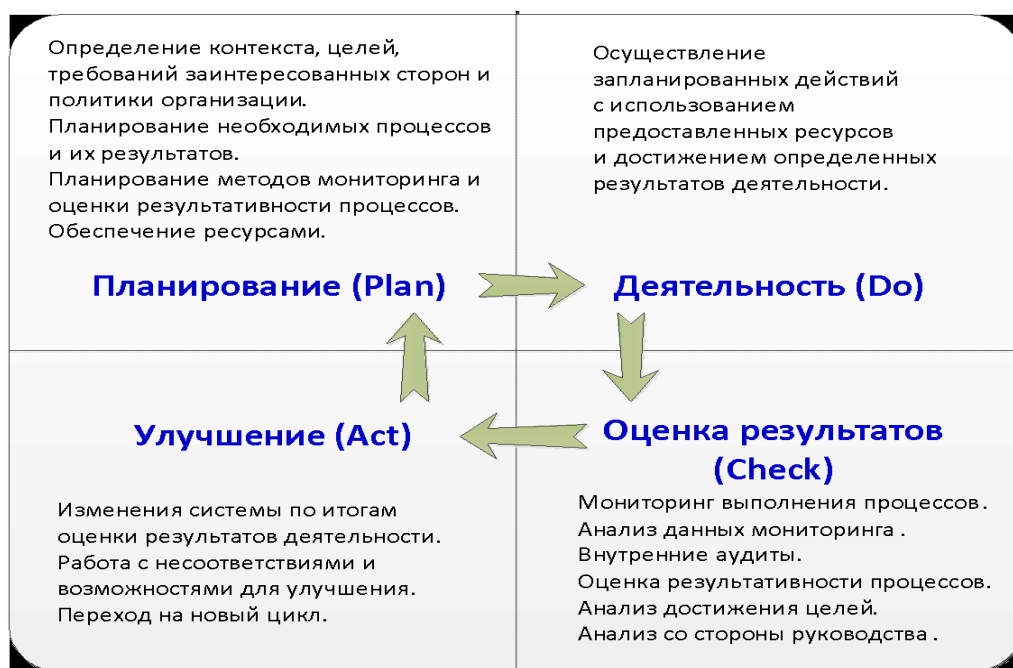 Определение контекста, целей,
требований заинтересованных сторон и
политики организации.
Планирование необходимых процессов
и их результатов.
Планирование методов мониторинга и
оценки результативности процессов.
Обеспечение ресурсами.
Планирование (Plan)
Осуществление
запланированных действий
с использованием
предоставленных ресурсов
и достижением определенных
результатов деятельности.
Деятельность (Do)
Улучшение (Act)
Изменения системы по итогам
оценки результатов деятельности.
Работа с несоответствиями и
возможностями для улучшения.
Переход на новый цикл.
Оценка результатов
(Check)
Мониторинг выполнения процессов.
Анализ данных мониторинга .
Внутренние аудиты.
Оценка результативности процессов.
Анализ достижения целей.
Анализ со стороны руководства .